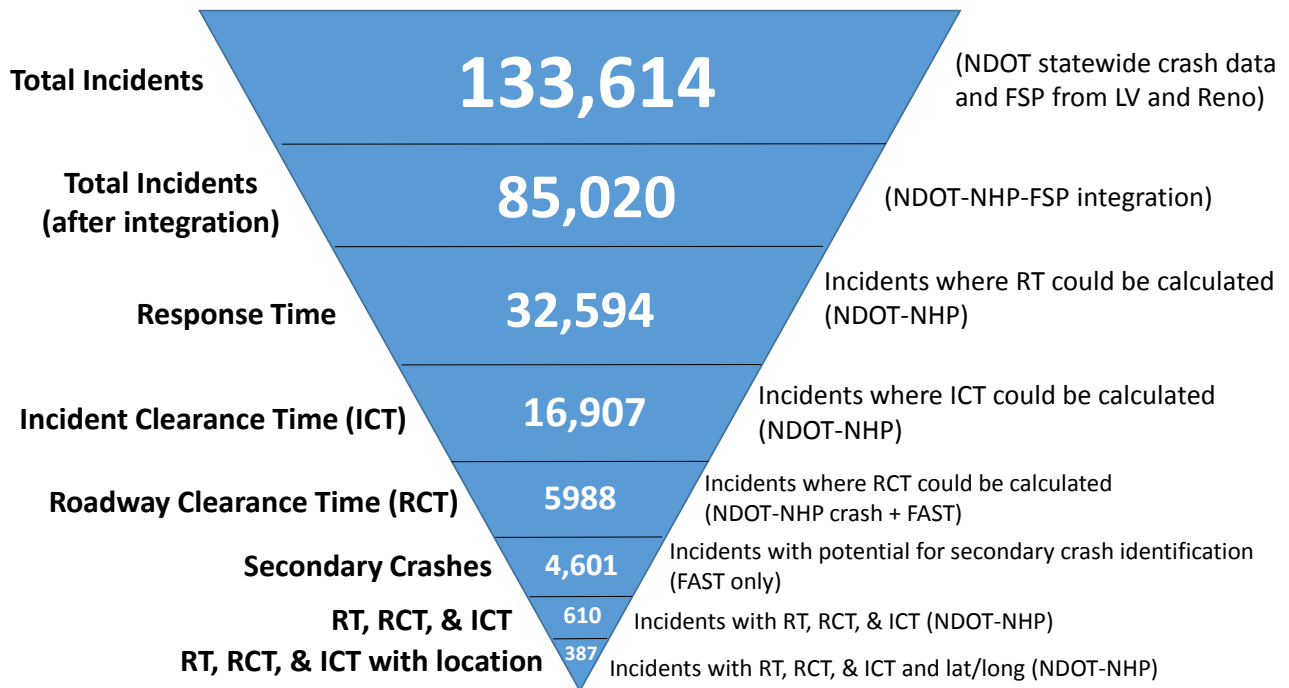 Total Incidents
133,614
(NDOT statewide crash data
and FSP from LV and Reno)
Total Incidents
(after integration)
85,020
(NDOT-NHP-FSP integration)
Response Time
32,594
Incidents where RT could be calculated
(NDOT-NHP)
Incident Clearance Time (ICT)
16,907
Incidents where ICT could be calculated
(NDOT-NHP)
Roadway Clearance Time (RCT)
5988
Incidents where RCT could be calculated
(NDOT-NHP crash + FAST)
Secondary Crashes
4,601
Incidents with potential for secondary crash identification
(FAST only)
RT, RCT, & ICT
610
Incidents with RT, RCT, & ICT (NDOT-NHP)
RT, RCT, & ICT with location
387
Incidents with RT, RCT, & ICT and lat/long (NDOT-NHP)